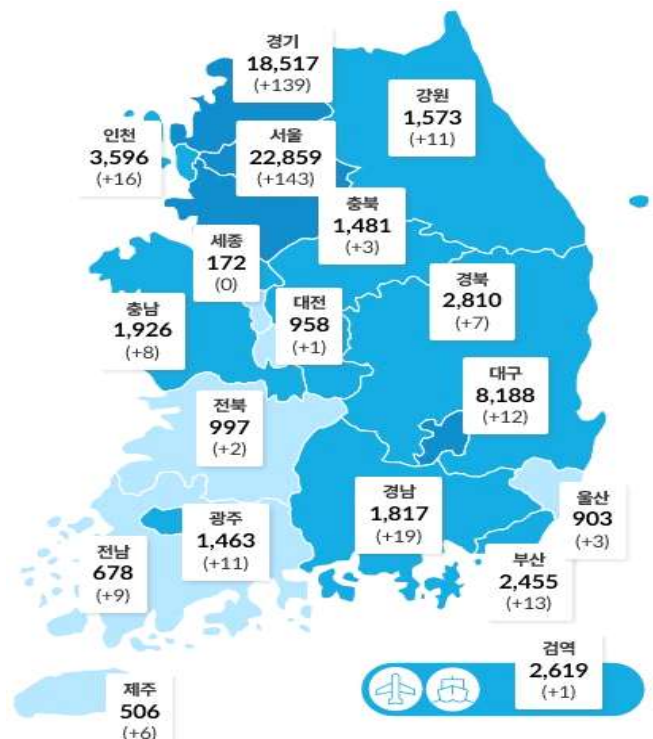 경기
18,517
(+139)
강원
1,573
(+11)
인천
3,596
(+16)
서울
22,859
(+143)
충북
1,481
(+3)
세종
172
(0)
경북
2,810
(+7)
대전
958
(+1)
충남
1,926
(+8)
대구
8,188
(+12)
전북
997
(+2)
경남
1,817
(+19)
울산
903
(+3)
광주
1,463
(+11)
전남
678
(+9)
부산
2,455
(+13)
검역
2,619
(+1)
제주
506
(+6)